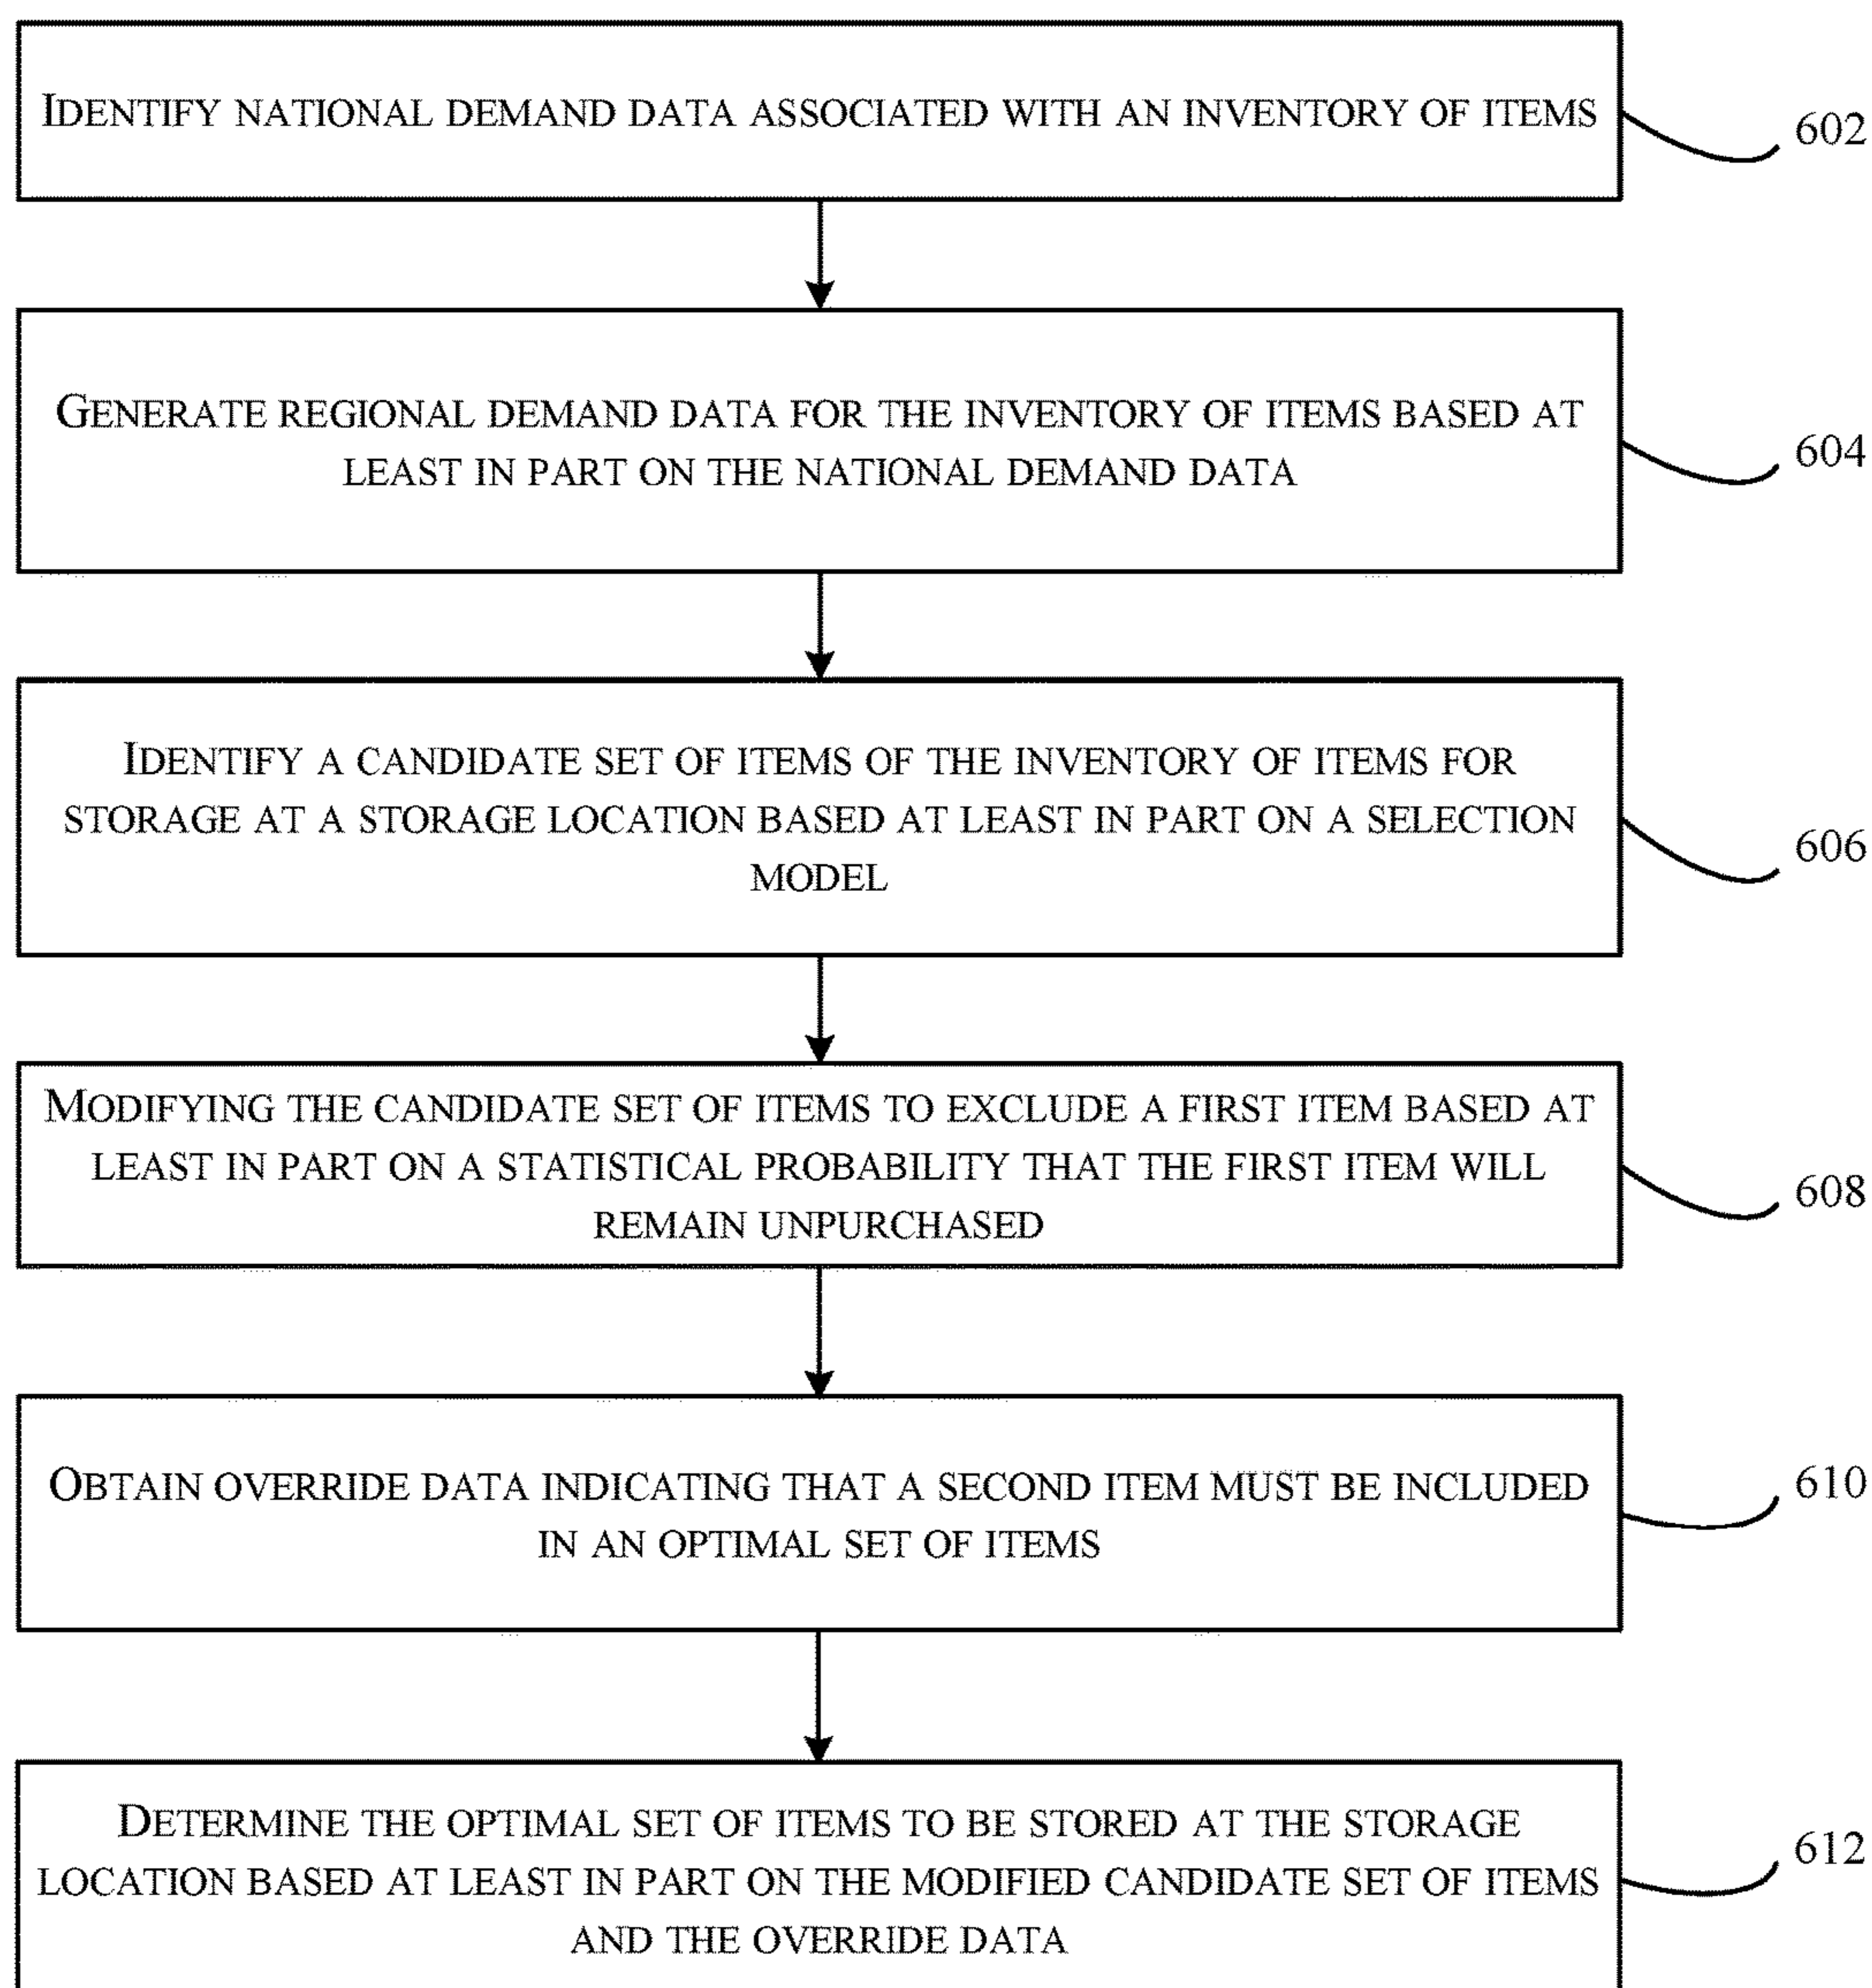 IDENTIFY NATIONAL DEMAND DATA ASSOCIATED WITH AN INVENTORY OF ITEMS
602
GENERATE REGIONAL DEMAND DATA FOR THE INVENTORY OF ITEMS BASED AT
LEAST IN PART ON THE NATIONAL DEMAND DATA
604
IDENTIFY A CANDIDATE SET OF ITEMS OF THE INVENTORY OF ITEMS FOR
STORAGE AT A STORAGE LOCATION BASED AT LEAST IN PART ON A SELECTION
MODEL
606
MODIFYING THE CANDIDATE SET OF ITEMS TO EXCLUDE A FIRST ITEM BASED AT
LEAST IN PART ON A STATISTICAL PROBABILITY THAT THE FIRST ITEM WILL
REMAIN UNPURCHASED
608
OBTAIN OVERRIDE DATA INDICATING THAT A SECOND ITEM MUST BE INCLUDED
IN AN OPTIMAL SET OF ITEMS
610
DETERMINE THE OPTIMAL SET OF ITEMS TO BE STORED AT THE STORAGE
LOCATION BASED AT LEAST IN PART ON THE MODIFIED CANDIDATE SET OF ITEMS
AND THE OVERRIDE DATA
612